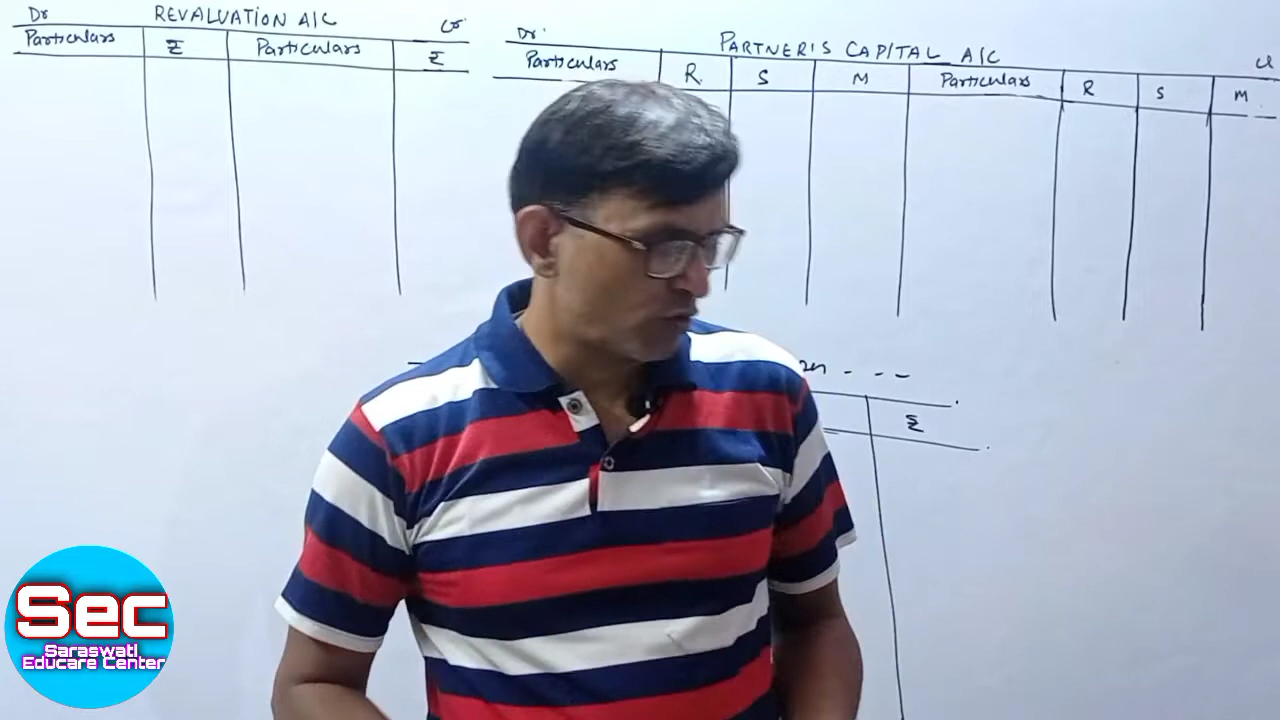 Dr REVALUATION A/C Cr
Particulars ₹ Particulars ₹
Dr. PARTNER'S CAPITAL A/C Cr
Particulars R. S M Particulars R S M
- - -
₹
Sec
Saraswati
Educare Center